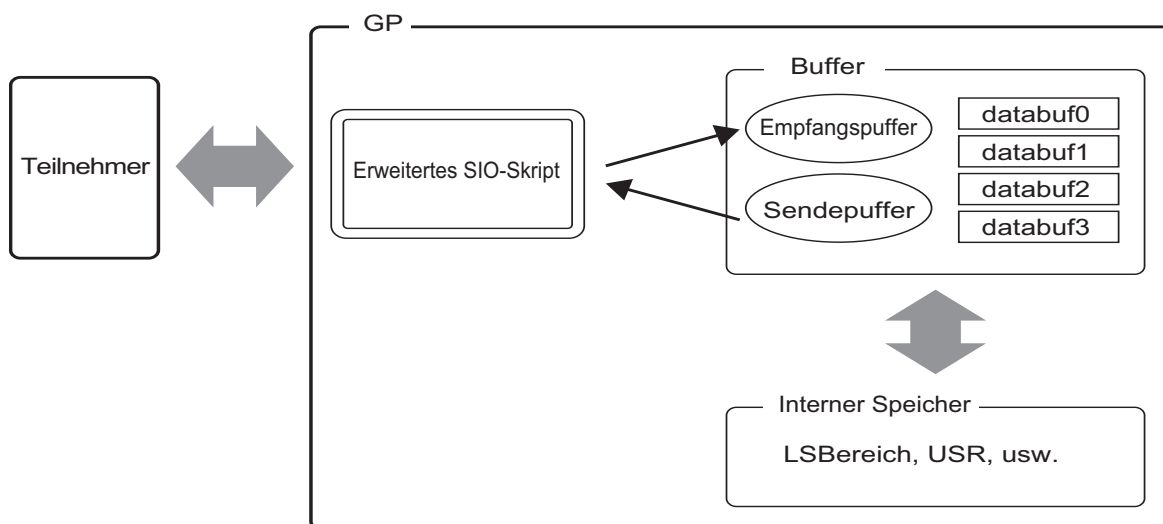 GP
Teilnehmer
Erweitertes SIO-Skript
Buffer
Empfangspuffer
Sendepuffer
databuf0
databuf1
databuf2
databuf3
Interner Speicher
LSBereich, USR, usw.